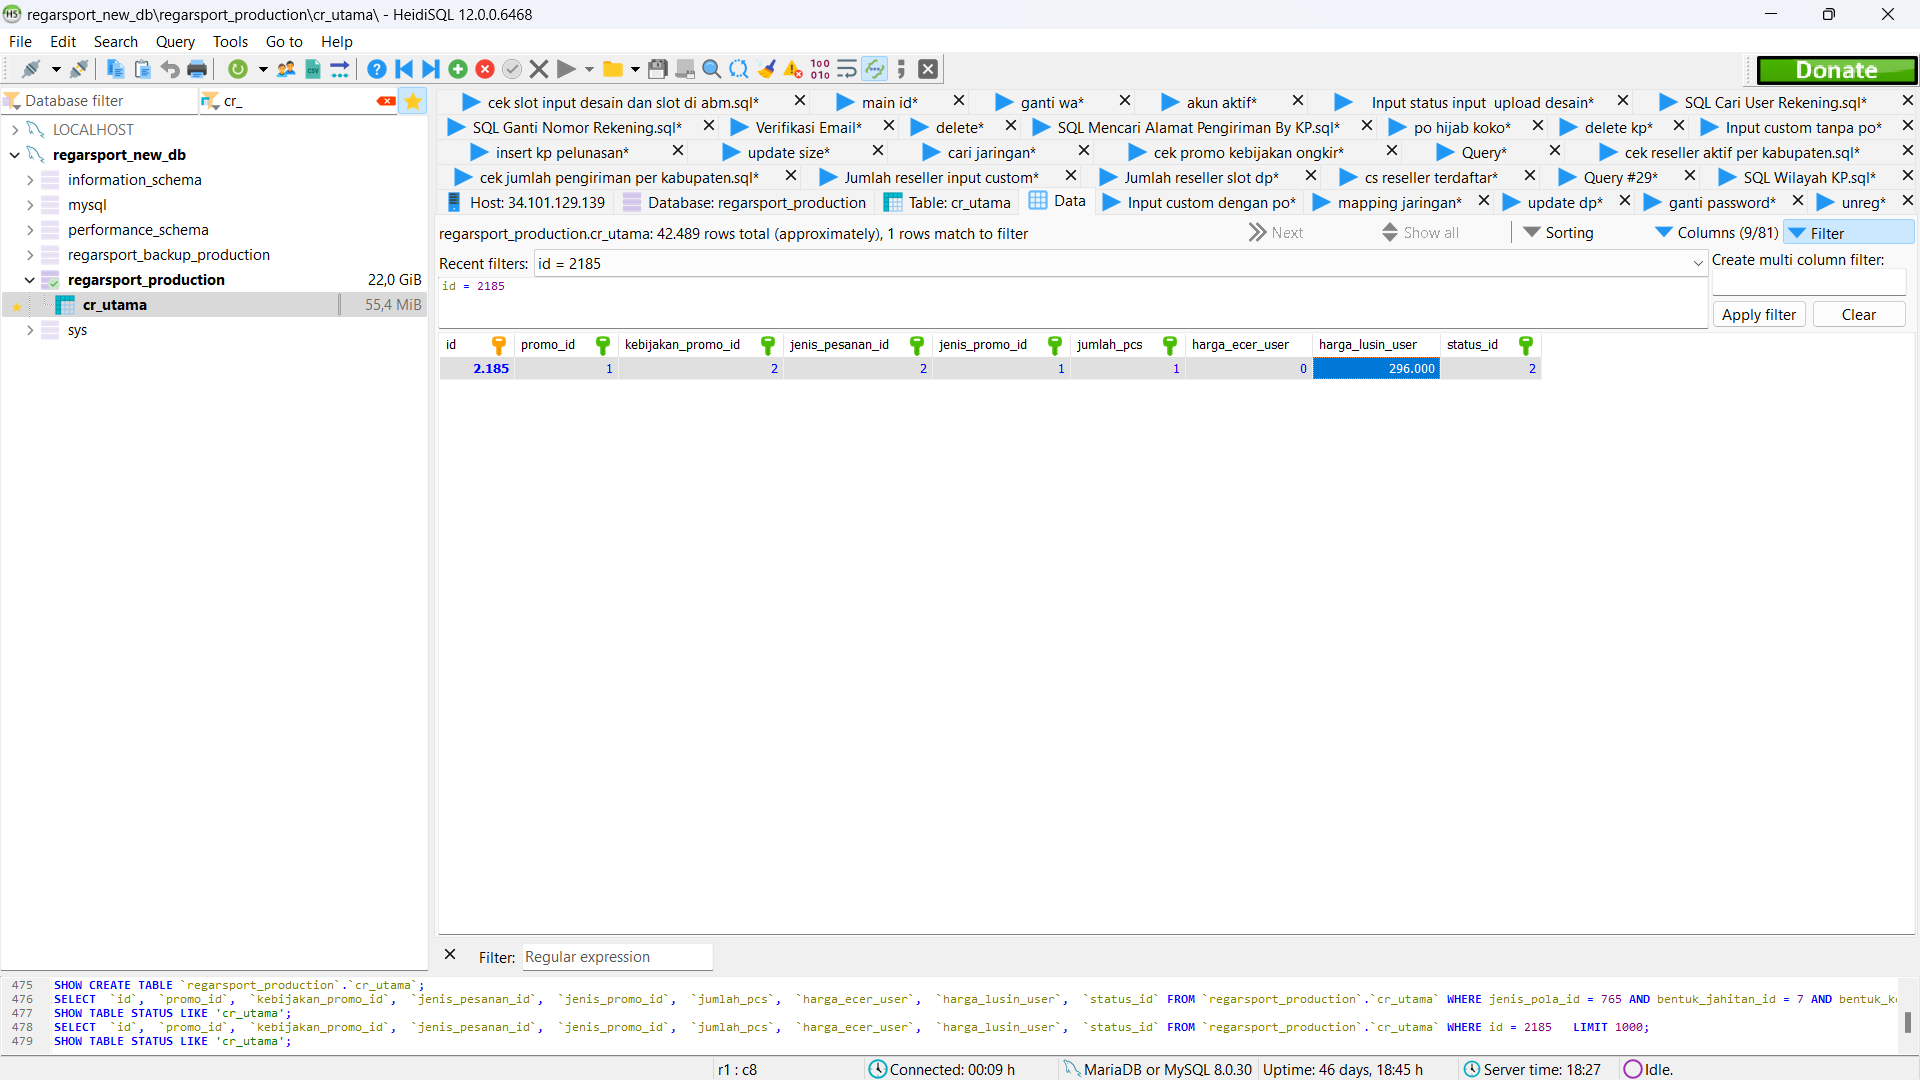 regarsport_new_db\regarsport_production\cr_utama\ - HeidiSQL 12.0.0.6468
File Edit Search Query Tools Go to Help
Donate
Database filter cr_
LOCALHOST
regarsport_new_db
information_schema
mysql
performance_schema
regarsport_backup_production
regarsport_production 22,0 GiB
cr_utama 55,4 MiB
sys
cek slot input desain dan slot di abm.sql* main id* ganti wa* akun aktif* Input status input upload desain* SQL Cari User Rekening.sql*
SQL Ganti Nomor Rekening.sql* Verifikasi Email* delete* SQL Mencari Alamat Pengiriman By KP.sql* po hijab koko* delete kp* Input custom tanpa po*
insert kp pelunasan* update size* cari jaringan* cek promo kebijakan ongkir* Query* cek reseller aktif per kabupaten.sql*
cek jumlah pengiriman per kabupaten.sql* Jumlah reseller input custom* Jumlah reseller slot dp* cs reseller terdaftar* Query #29* SQL Wilayah KP.sql*
Host: 34.101.129.139 Database: regarsport_production Table: cr_utama Data Input custom dengan po* mapping jaringan* update dp* ganti password* unreg*
regarsport_production.cr_utama: 42.489 rows total (approximately), 1 rows match to filter Next Show all Sorting Columns (9/81) Filter
Recent filters: id = 2185 Create multi column filter:
id = 2185
Apply filter Clear
id promo_id kebijakan_promo_id jenis_pesanan_id jenis_promo_id jumlah_pcs harga_ecer_user harga_lusin_user status_id
2.185 1 2 2 1 1 0 296.000 2
Filter: Regular expression
475 SHOW CREATE TABLE `regarsport_production`.`cr_utama`;
476 SELECT `id`, `promo_id`, `kebijakan_promo_id`, `jenis_pesanan_id`, `jenis_promo_id`, `jumlah_pcs`, `harga_ecer_user`, `harga_lusin_user`, `status_id` FROM `regarsport_production`.`cr_utama` WHERE jenis_pola_id = 765 AND bentuk_jahitan_id = 7 AND
477 SHOW TABLE STATUS LIKE 'cr_utama';
478 SELECT `id`, `promo_id`, `kebijakan_promo_id`, `jenis_pesanan_id`, `jenis_promo_id`, `jumlah_pcs`, `harga_ecer_user`, `harga_lusin_user`, `status_id` FROM `regarsport_production`.`cr_utama` WHERE id = 2185 LIMIT 1000;
479 SHOW TABLE STATUS LIKE 'cr_utama';
r1 : c8 Connected: 00:09 h MariaDB or MySQL 8.0.30 Uptime: 46 days, 18:45 h Server time: 18:27 Idle.